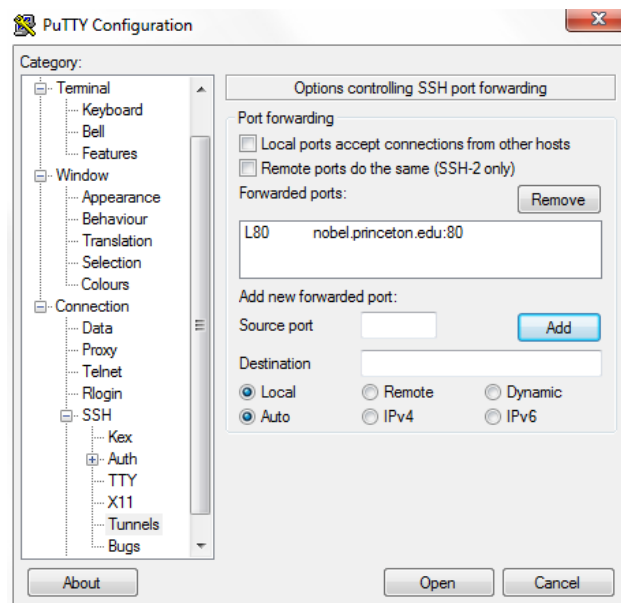 PuTTY Configuration
Category:
Terminal
Keyboard
Bell
Features
Window
Appearance
Behaviour
Translation
Selection
Colours
Connection
Data
Proxy
Telnet
Rlogin
SSH
Kex
Auth
TTY
X11
Tunnels
Bugs
Options controlling SSH port forwarding
Port forwarding
Local ports accept connections from other hosts
Remote ports do the same (SSH-2 only)
Forwarded ports:
Remove
L80 nobel.princeton.edu:80
Add new forwarded port:
Source port
Add
Destination
Local Remote Dynamic
Auto IPv4 IPv6
About Open Cancel